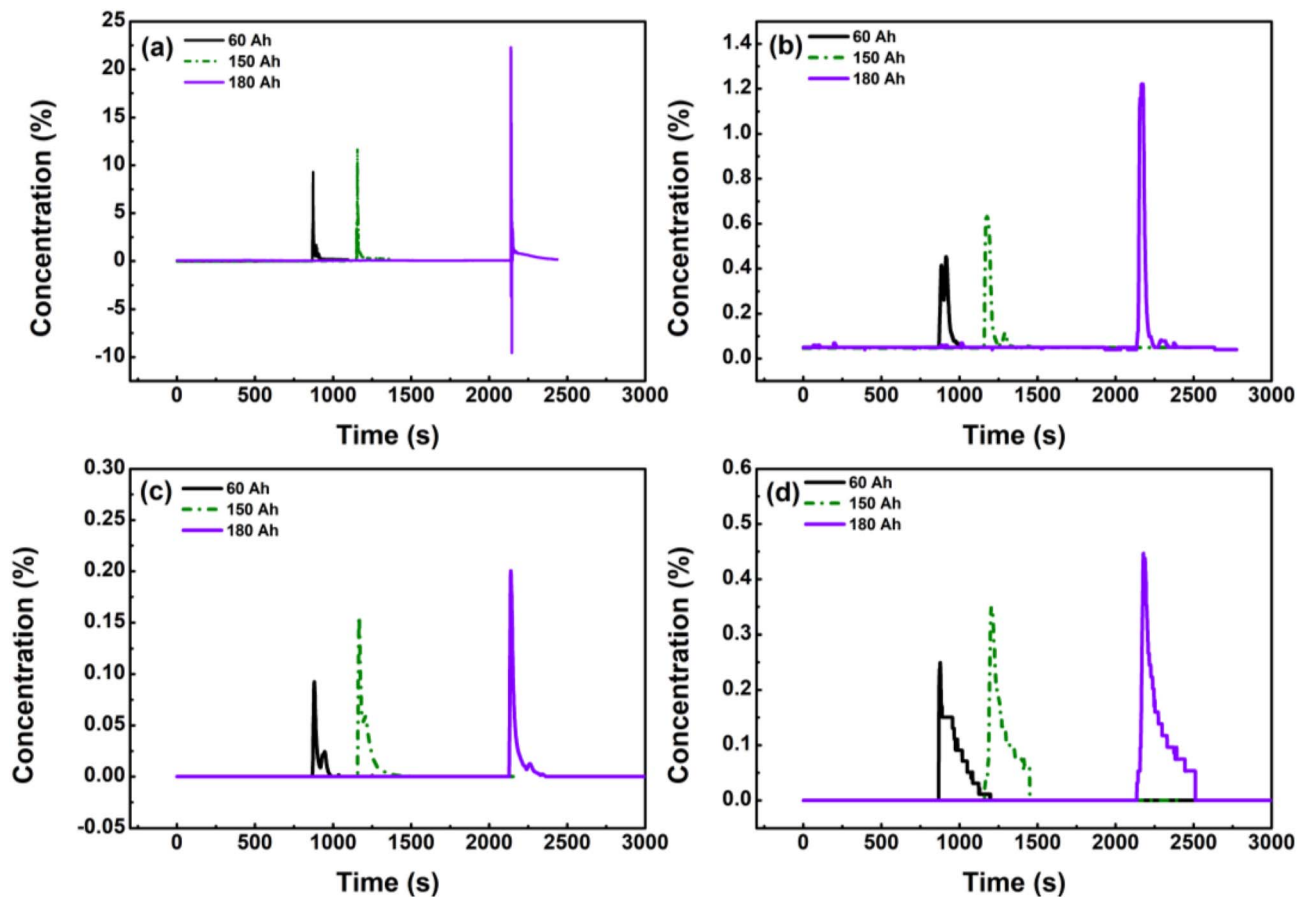 (a)
60 Ah
150 Ah
180 Ah
25
20
15
10
5
0
-5
-10
Concentration (%)
0 500 1000 1500 2000 2500 3000
Time (s)
(b)
60 Ah
150 Ah
180 Ah
1.4
1.2
1.0
0.8
0.6
0.4
0.2
0.0
Concentration (%)
0 500 1000 1500 2000 2500 3000
Time (s)
(c)
60 Ah
150 Ah
180 Ah
0.30
0.25
0.20
0.15
0.10
0.05
0.00
-0.05
Concentration (%)
0 500 1000 1500 2000 2500 3000
Time (s)
(d)
60 Ah
150 Ah
180 Ah
0.6
0.5
0.4
0.3
0.2
0.1
0.0
Concentration (%)
0 500 1000 1500 2000 2500 3000
Time (s)